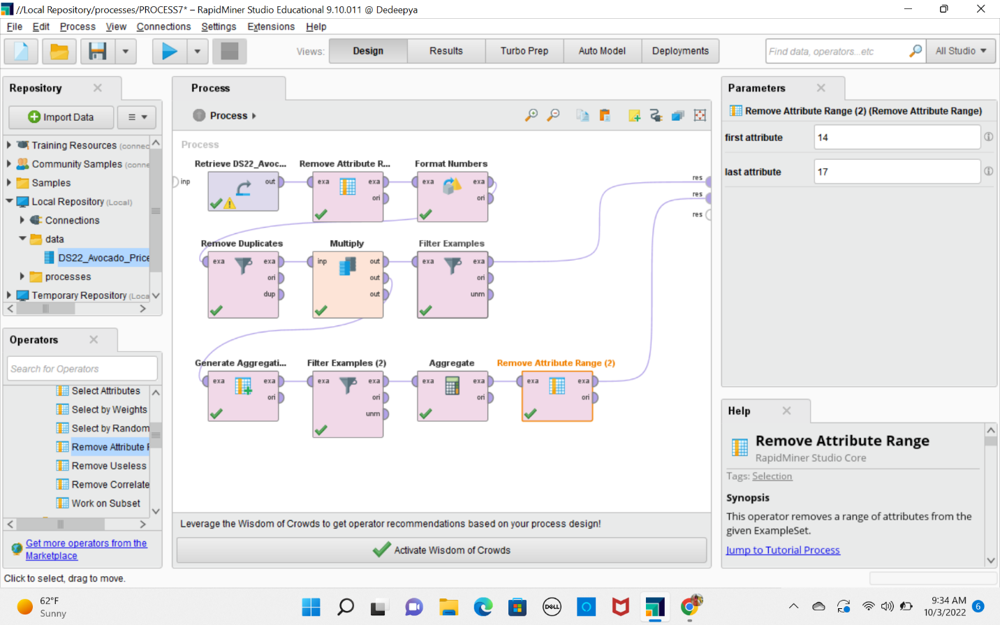 //Local Repository/processes/PROCESS7* – RapidMiner Studio Educational 9.10.011 @ Dedeepya
File Edit Process View Connections Settings Extensions Help
Views: Design Results Turbo Prep Auto Model Deployments
Find data, operators...etc
All Studio
Repository
Import Data
Training Resources (connec
Community Samples (conne
Samples
Local Repository (Local)
Connections
data
DS22_Avocado_Price
processes
Temporary Repository (Loca
Operators
Search for Operators
Select Attributes
Select by Weights
Select by Random
Remove Attribute R
Remove Useless
Remove Correlate
Work on Subset
Get more operators from the
Marketplace
Process
Process
Process
inp
Retrieve DS22_Avoc...
out
Remove Attribute R...
exa exa
ori
Format Numbers
exa exa
ori
res
res
res
Remove Duplicates
exa exa
ori
dup
Multiply
inp out
out
out
Filter Examples
exa exa
ori
unm
Generate Aggregati...
exa exa
ori
Filter Examples (2)
exa exa
ori
unm
Aggregate
exa exa
ori
Remove Attribute Range (2)
exa exa
ori
Leverage the Wisdom of Crowds to get operator recommendations based on your process design!
Activate Wisdom of Crowds
Parameters
Remove Attribute Range (2) (Remove Attribute Range)
first attribute 14
last attribute 17
Help
Remove Attribute Range
RapidMiner Studio Core
Tags: Selection
Synopsis
This operator removes a range of attributes from the
given ExampleSet.
Jump to Tutorial Process
Click to select, drag to move.
62°F
Sunny
DELL
9:34 AM
10/3/2022
6